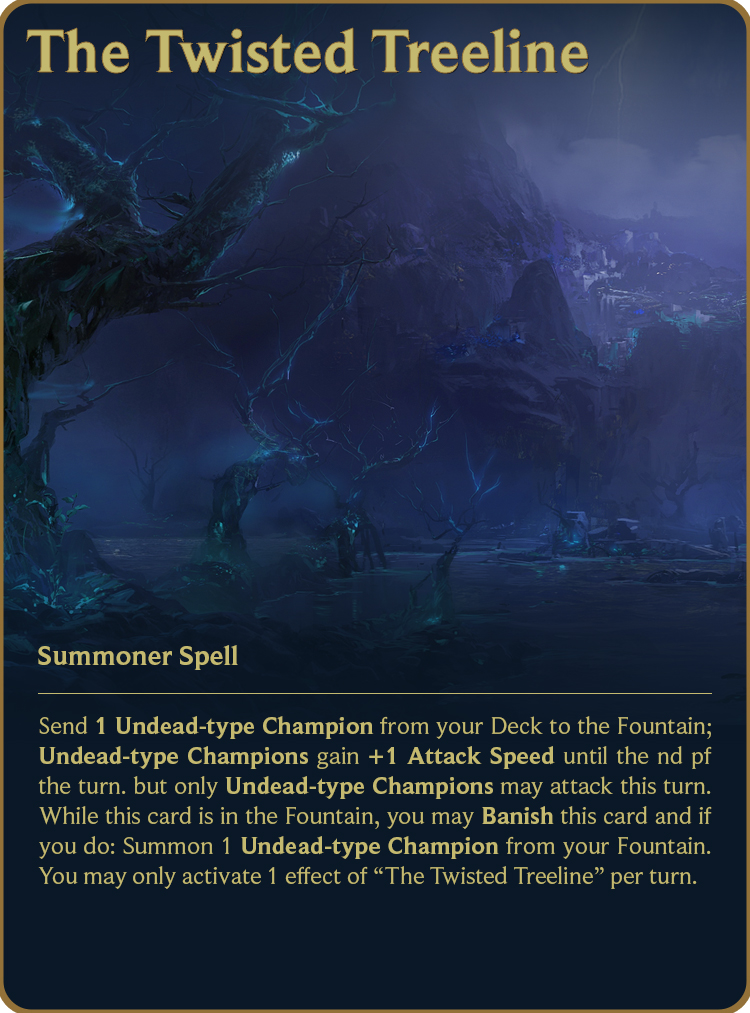 The Twisted Treeline
Summoner Spell
Send 1 Undead-type Champion from your Deck to the Fountain;
Undead-type Champions gain +1 Attack Speed until the nd pf
the turn. but only Undead-type Champions may attack this turn.
While this card is in the Fountain, you may Banish this card and if
you do: Summon 1 Undead-type Champion from your Fountain.
You may only activate 1 effect of “The Twisted Treeline” per turn.